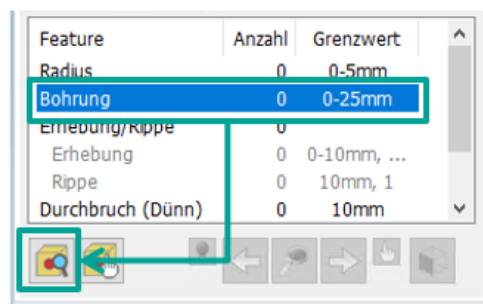 Feature Anzahl Grenzwert
Radius 0 0-5mm
Bohrung 0 0-25mm
Erhebung/Rippe 0
Erhebung 0 0-10mm, ...
Rippe 0 10mm, 1
Durchbruch (Dünn) 0 10mm